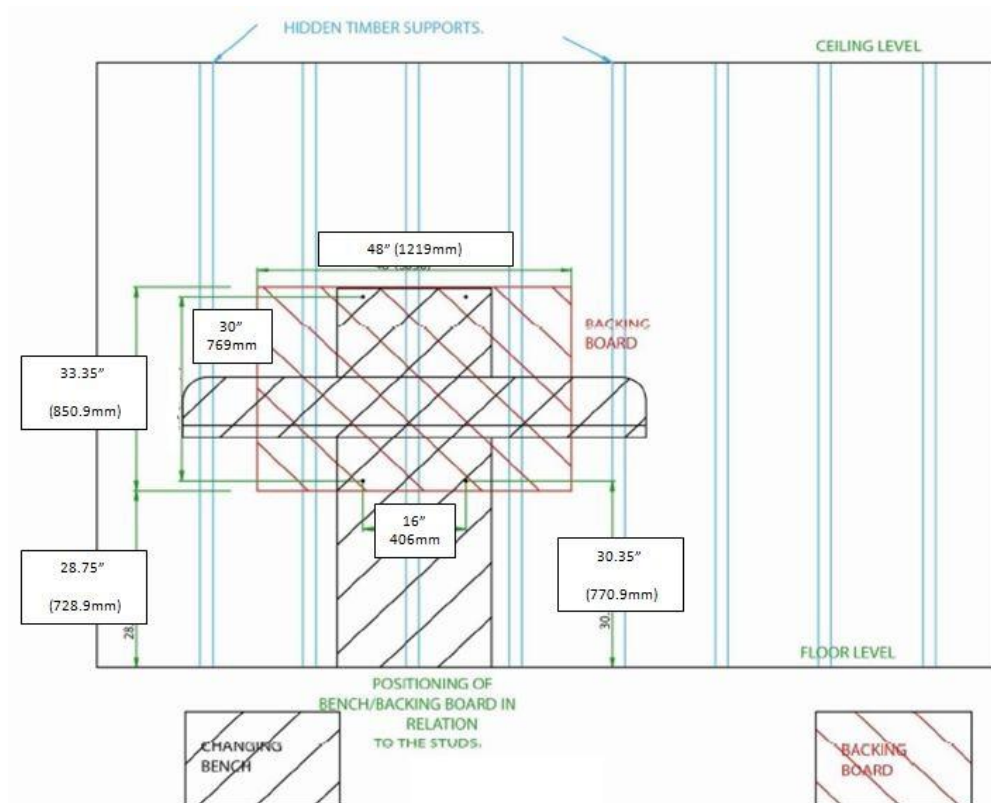 HIDDEN TIMBER SUPPORTS.
CEILING LEVEL
48” (1219mm)
BACKING
BOARD
30”
769mm
33.35”
(850.9mm)
16”
406mm
30.35”
(770.9mm)
28.75”
(728.9mm)
28.
30.
FLOOR LEVEL
POSITIONING OF
BENCH/BACKING BOARD IN
RELATION
TO THE STUDS.
CHANGING
BENCH
BACKING
BOARD